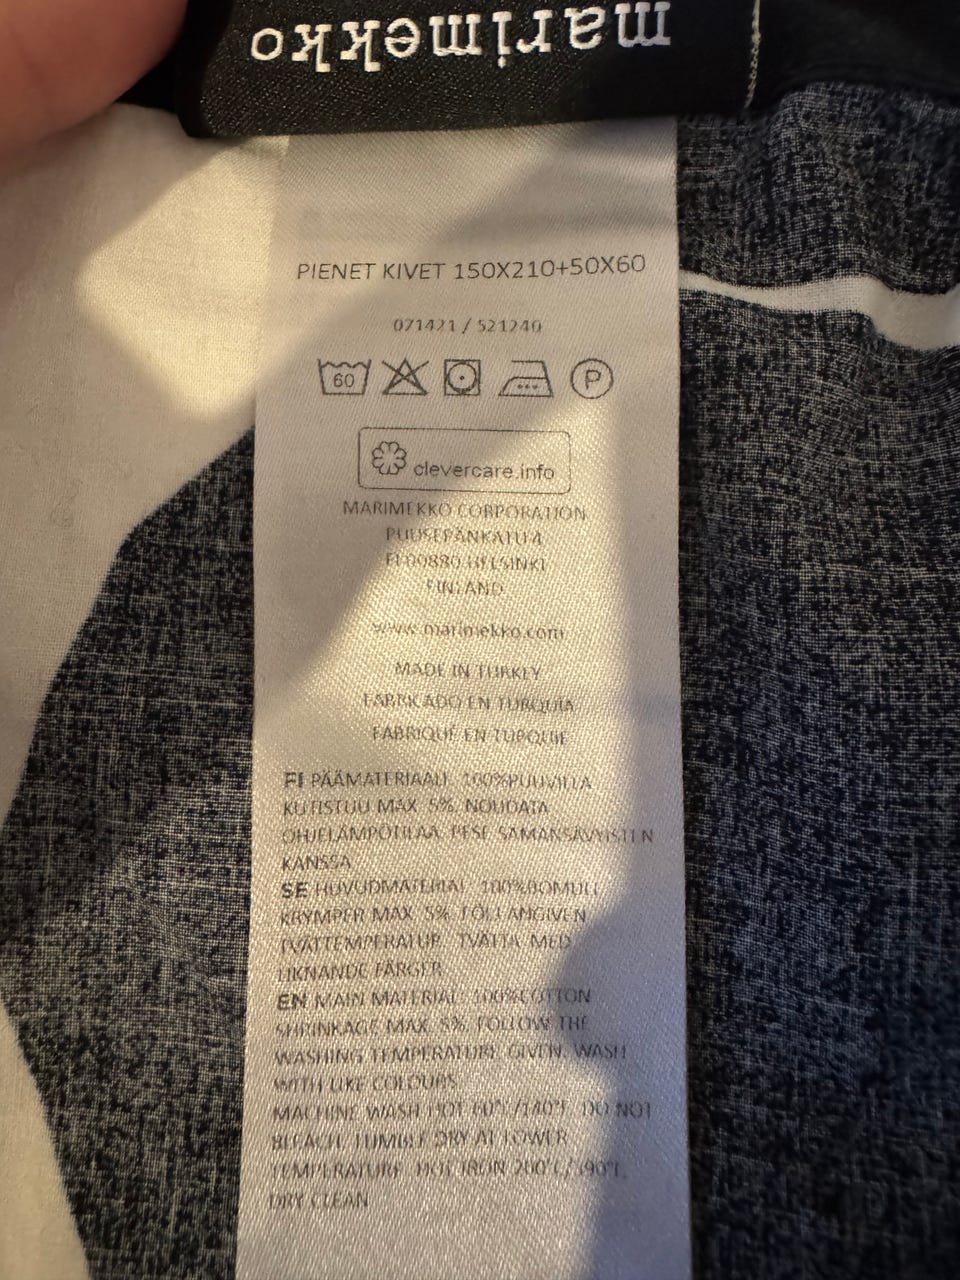 marimekko
PIENET KIVET 150X210+50X60
071421 / 521240
60 P
clevercare.info
MARIMEKKO CORPORATION
PUUSEPÄNKATU 4
FI 00880 HELSINKI
FINLAND
www.marimekko.com
MADE IN TURKEY
FABRICADO EN TURQUIA
FABRIQUÉ EN TURQUIE
FI PÄÄMATERIAALI: 100%PUUVILLA
KUTISTUU MAX. 5%. NOUDATA
OHJELÄMPÖTILAA. PESE SAMANSÄVYISTEN
KANSSA
SE HUVUDMATERIAL: 100%BOMULL
KRYMPER MAX. 5%. FÖLJ ANGIVEN
TVÄTTEMPERATUR. TVÄTTA MED
LIKNANDE FÄRGER
EN MAIN MATERIAL: 100%COTTON
SHRINKAGE MAX. 5%. FOLLOW THE
WASHING TEMPERATURE GIVEN. WASH
WITH LIKE COLOURS
MACHINE WASH HOT 60°C/140°F. DO NOT
BLEACH. TUMBLE DRY AT LOWER
TEMPERATURE. HOT IRON 200°C/390°F.
DRY CLEAN